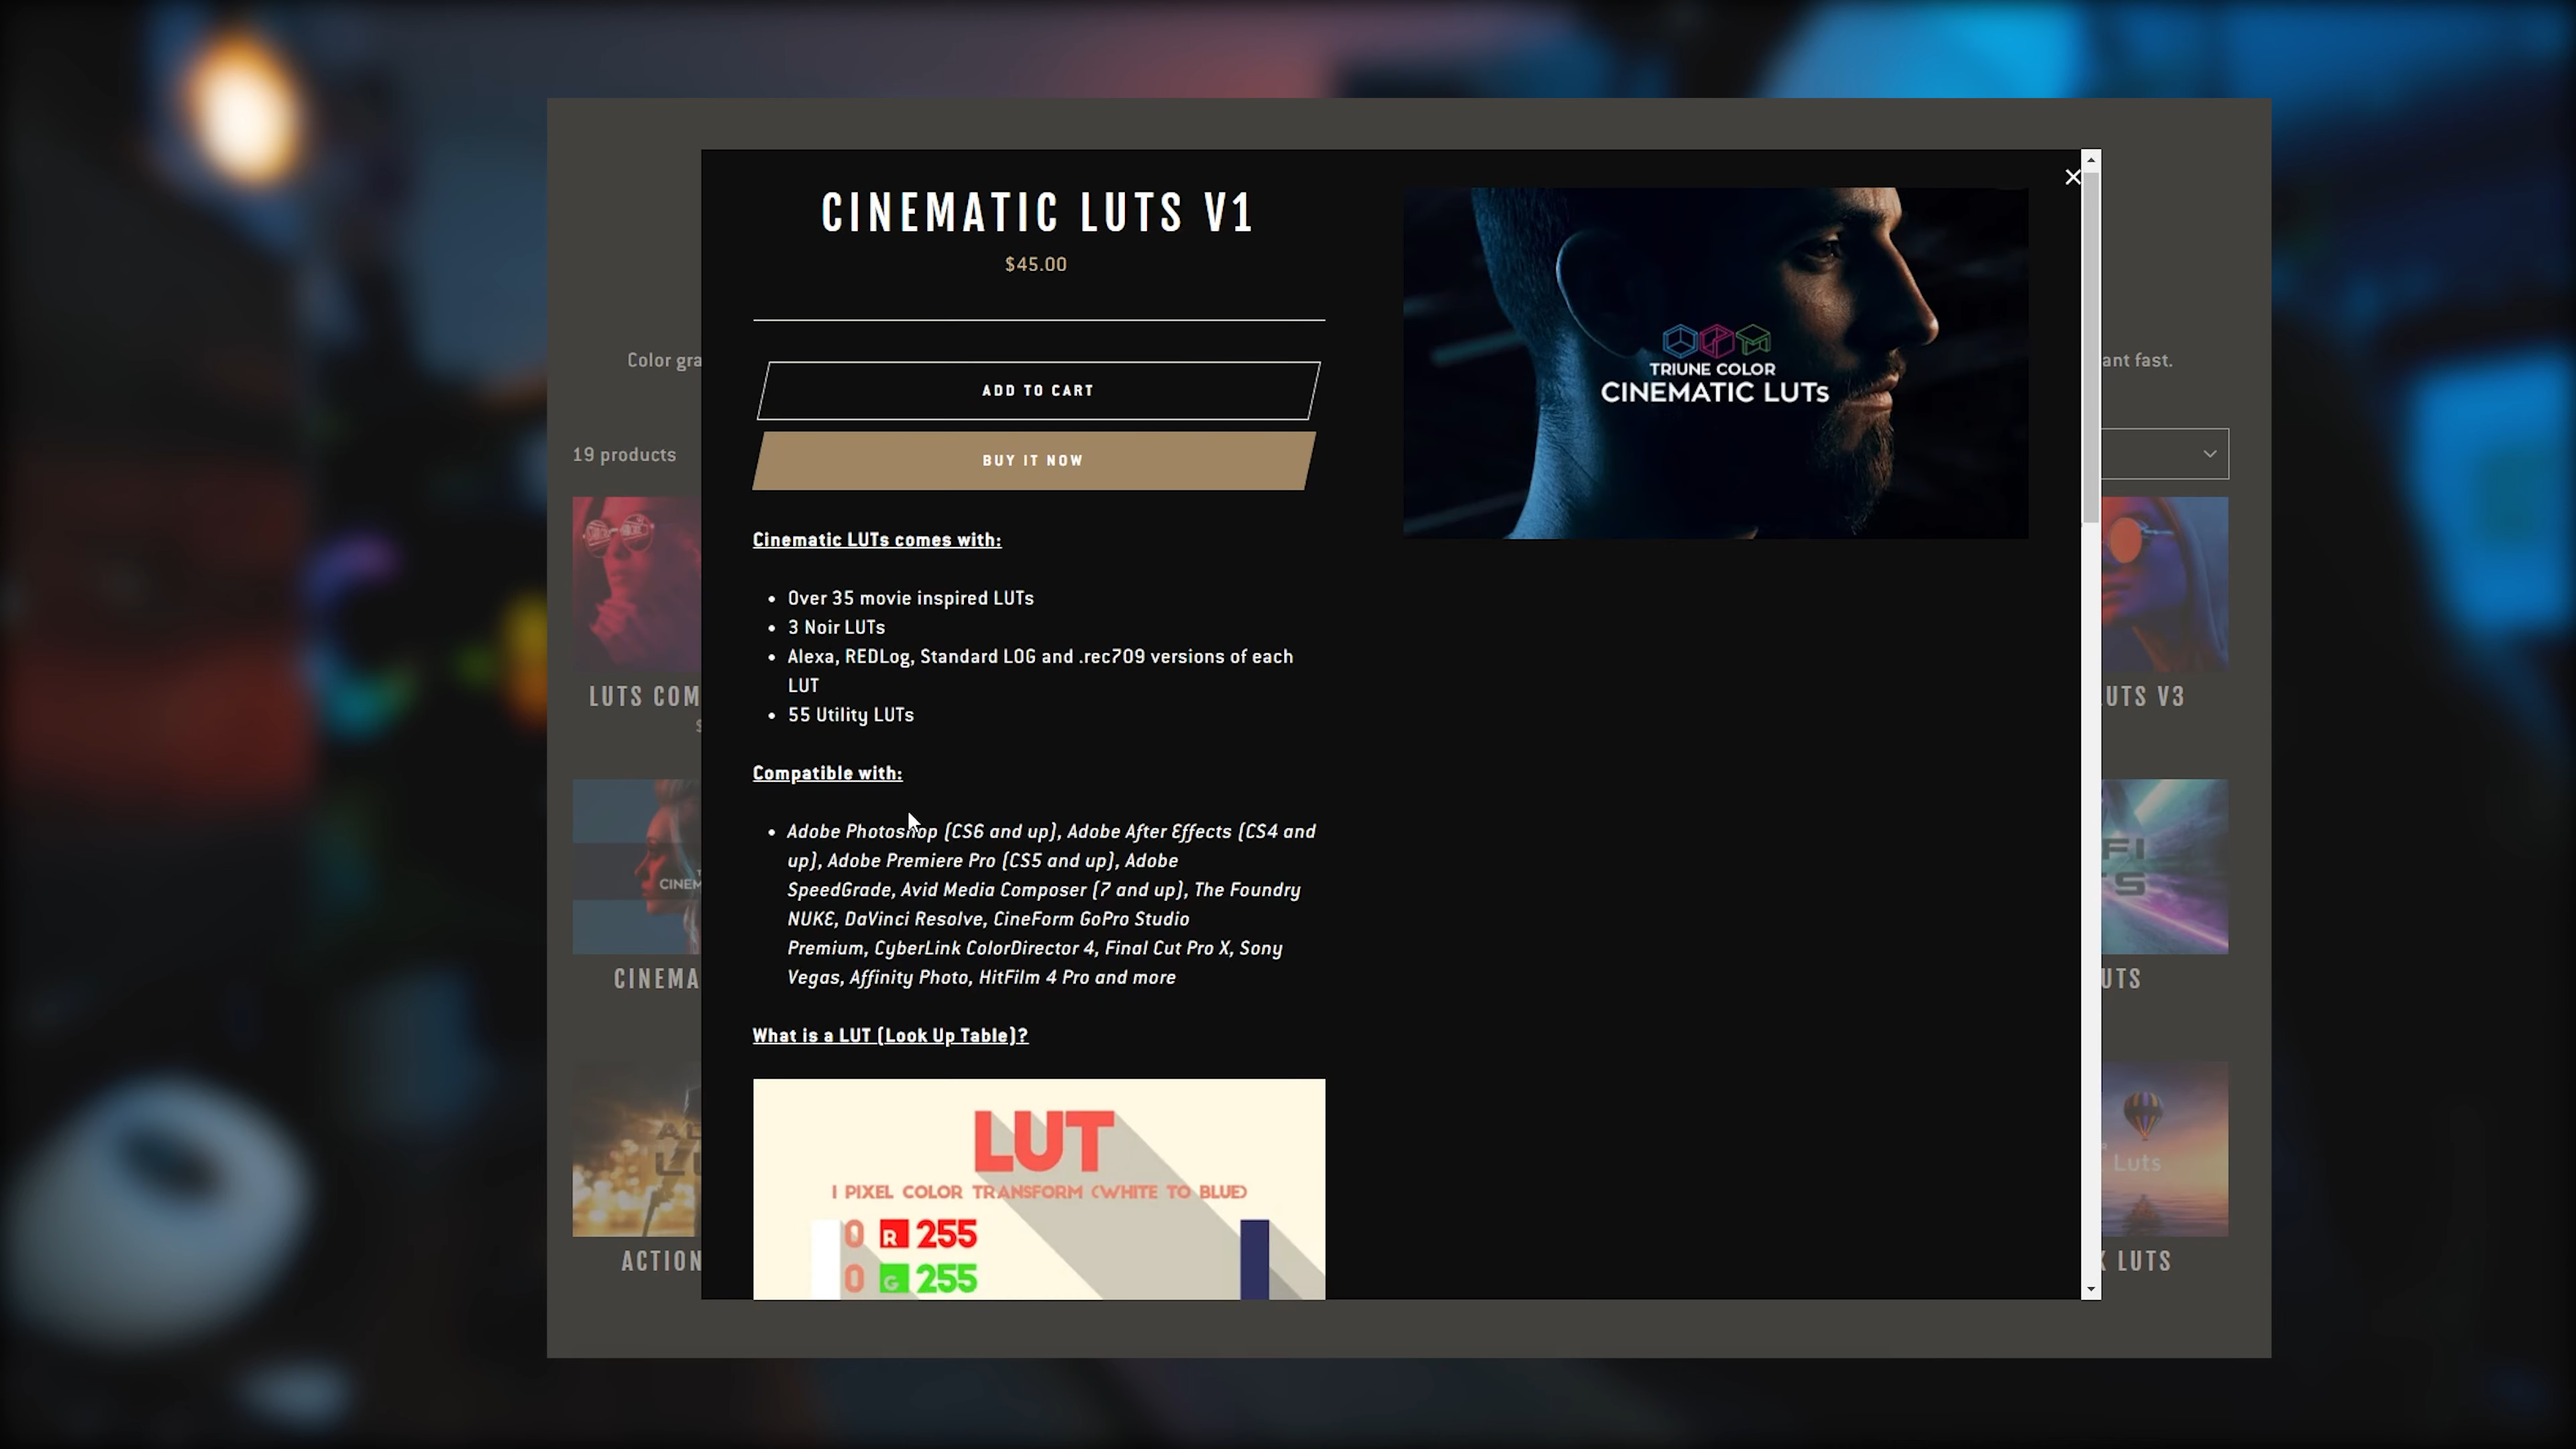 CINEMATIC LUTS V1
$45.00
ADD TO CART
BUY IT NOW
Cinematic LUTs comes with:
• Over 35 movie inspired LUTs
• 3 Noir LUTs
• Alexa, REDLog, Standard LOG and .rec709 versions of each
LUT
• 55 Utility LUTs
Compatible with:
• Adobe Photoshop (CS6 and up), Adobe After Effects (CS4 and
up), Adobe Premiere Pro (CS5 and up), Adobe
SpeedGrade, Avid Media Composer (7 and up), The Foundry
NUKE, DaVinci Resolve, CineForm GoPro Studio
Premium, CyberLink ColorDirector 4, Final Cut Pro X, Sony
Vegas, Affinity Photo, HitFilm 4 Pro and more
What is a LUT (Look Up Table)?
LUT
1 PIXEL COLOR TRANSFORM (WHITE TO BLUE)
0 R 255
0 G 255
TRIUNE COLOR
CINEMATIC LUTs
Color gra
19 products
LUTS COM
$
CINEM
CINEMA
AL
LU
ACTION
ant fast.
UTS V3
FI
TS
UTS
Luts
K LUTS